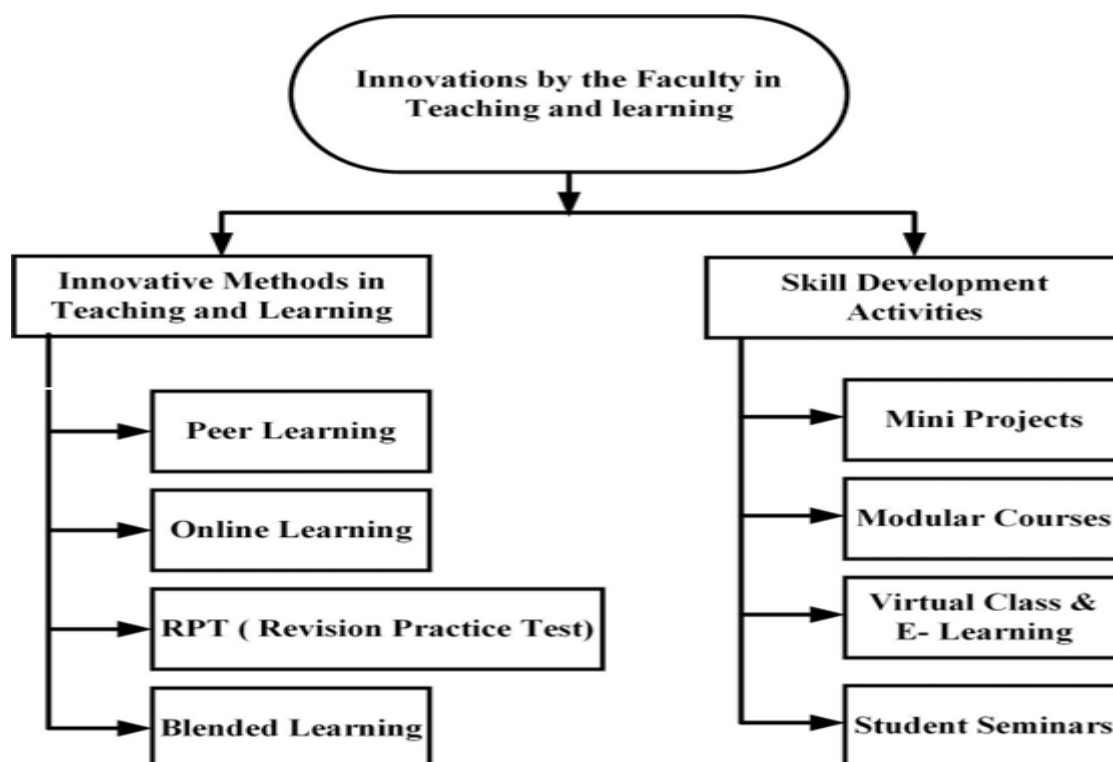 Innovations by the Faculty in
Teaching and learning
Innovative Methods in
Teaching and Learning
Peer Learning
Online Learning
RPT ( Revision Practice Test)
Blended Learning
Skill Development
Activities
Mini Projects
Modular Courses
Virtual Class &
E- Learning
Student Seminars